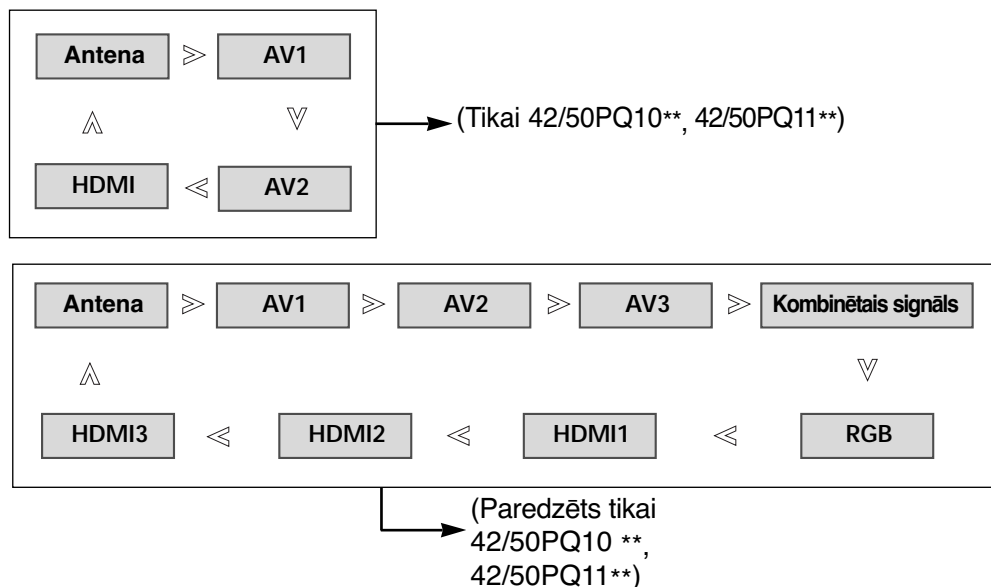 Antena AV1
HDMI AV2
(Tikai 42/50PQ10**, 42/50PQ11**)
Antena AV1 AV2 AV3 Kombinētais signāls
HDMI3 HDMI2 HDMI1 RGB
(Paredzēts tikai
42/50PQ10 **,
42/50PQ11**)